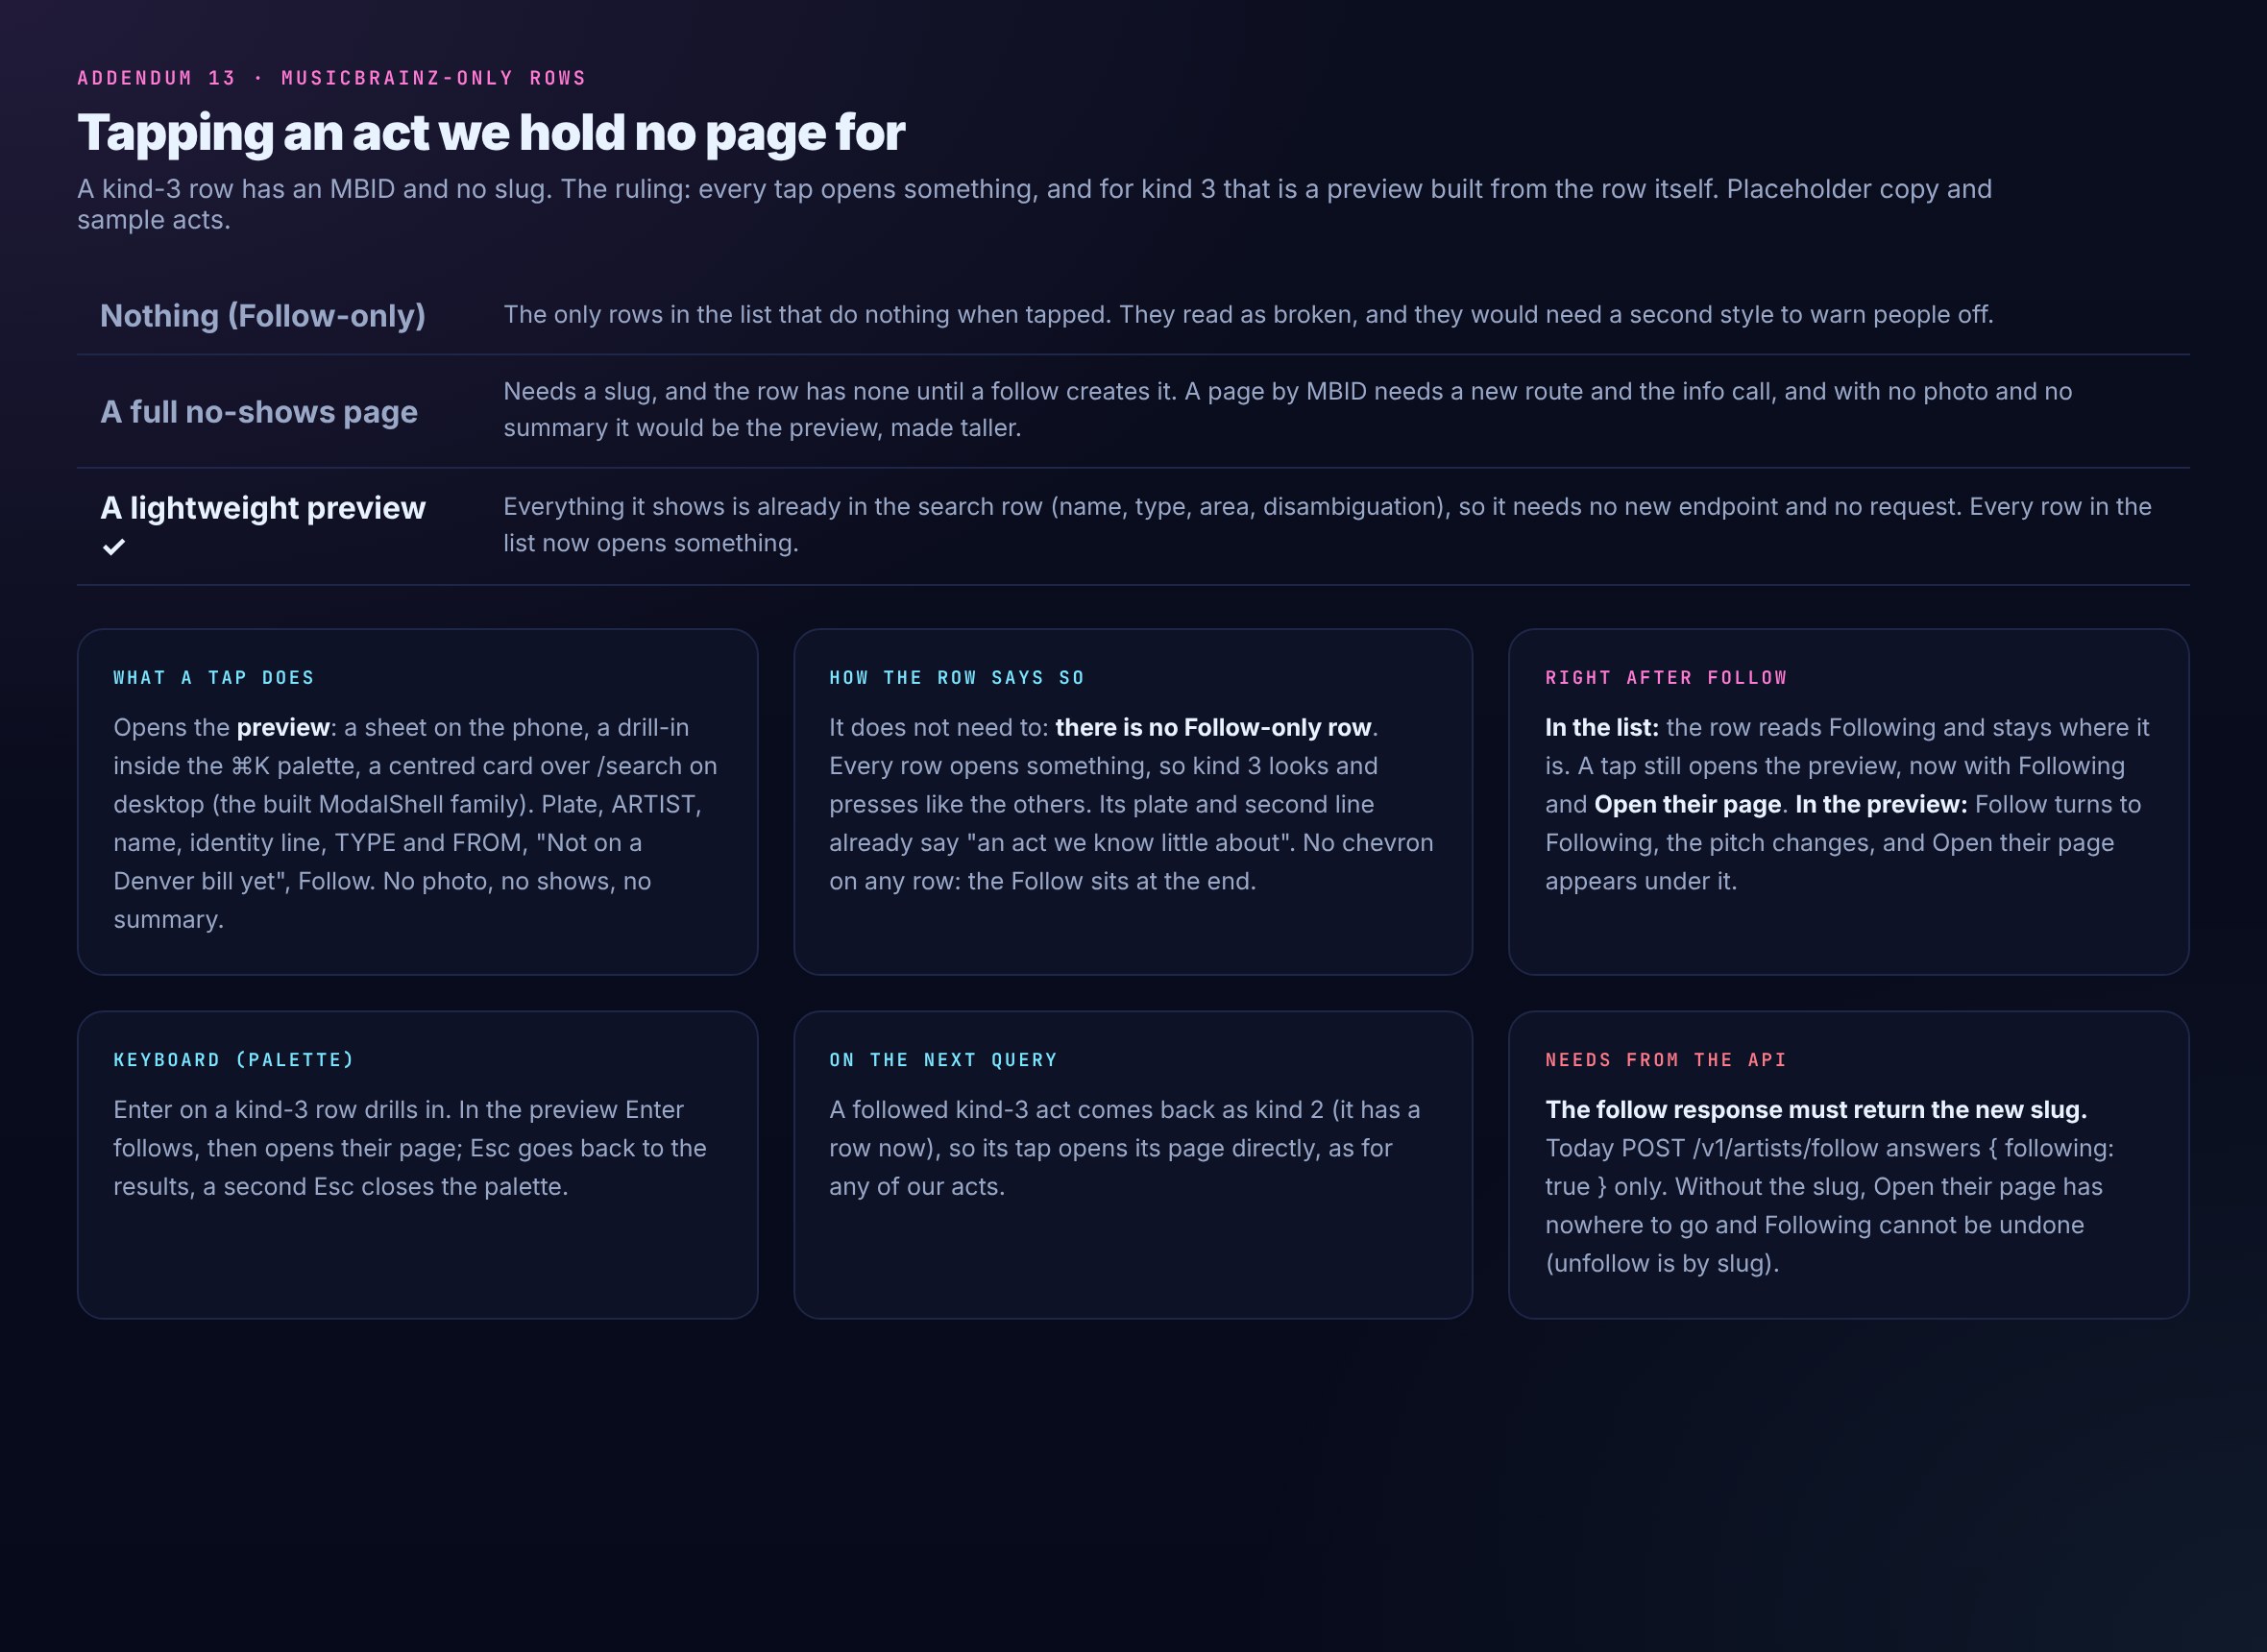 ADDENDUM 13 · MUSICBRAINZ-ONLY ROWS
Tapping an act we hold no page for
A kind-3 row has an MBID and no slug. The ruling: every tap opens something, and for kind 3 that is a preview built from the row itself. Placeholder copy and
sample acts.
Nothing (Follow-only)
The only rows in the list that do nothing when tapped. They read as broken, and they would need a second style to warn people off.
A full no-shows page
Needs a slug, and the row has none until a follow creates it. A page by MBID needs a new route and the info call, and with no photo and no
summary it would be the preview, made taller.
A lightweight preview
✓
Everything it shows is already in the search row (name, type, area, disambiguation), so it needs no new endpoint and no request. Every row in the
list now opens something.
WHAT A TAP DOES
Opens the preview: a sheet on the phone, a drill-in
inside the ⌘K palette, a centred card over /search on
desktop (the built ModalShell family). Plate, ARTIST,
name, identity line, TYPE and FROM, "Not on a
Denver bill yet", Follow. No photo, no shows, no
summary.
HOW THE ROW SAYS SO
It does not need to: there is no Follow-only row.
Every row opens something, so kind 3 looks and
presses like the others. Its plate and second line
already say "an act we know little about". No chevron
on any row: the Follow sits at the end.
RIGHT AFTER FOLLOW
In the list: the row reads Following and stays where it
is. A tap still opens the preview, now with Following
and Open their page. In the preview: Follow turns to
Following, the pitch changes, and Open their page
appears under it.
KEYBOARD (PALETTE)
Enter on a kind-3 row drills in. In the preview Enter
follows, then opens their page; Esc goes back to the
results, a second Esc closes the palette.
ON THE NEXT QUERY
A followed kind-3 act comes back as kind 2 (it has a
row now), so its tap opens its page directly, as for
any of our acts.
NEEDS FROM THE API
The follow response must return the new slug.
Today POST /v1/artists/follow answers { following:
true } only. Without the slug, Open their page has
nowhere to go and Following cannot be undone
(unfollow is by slug).